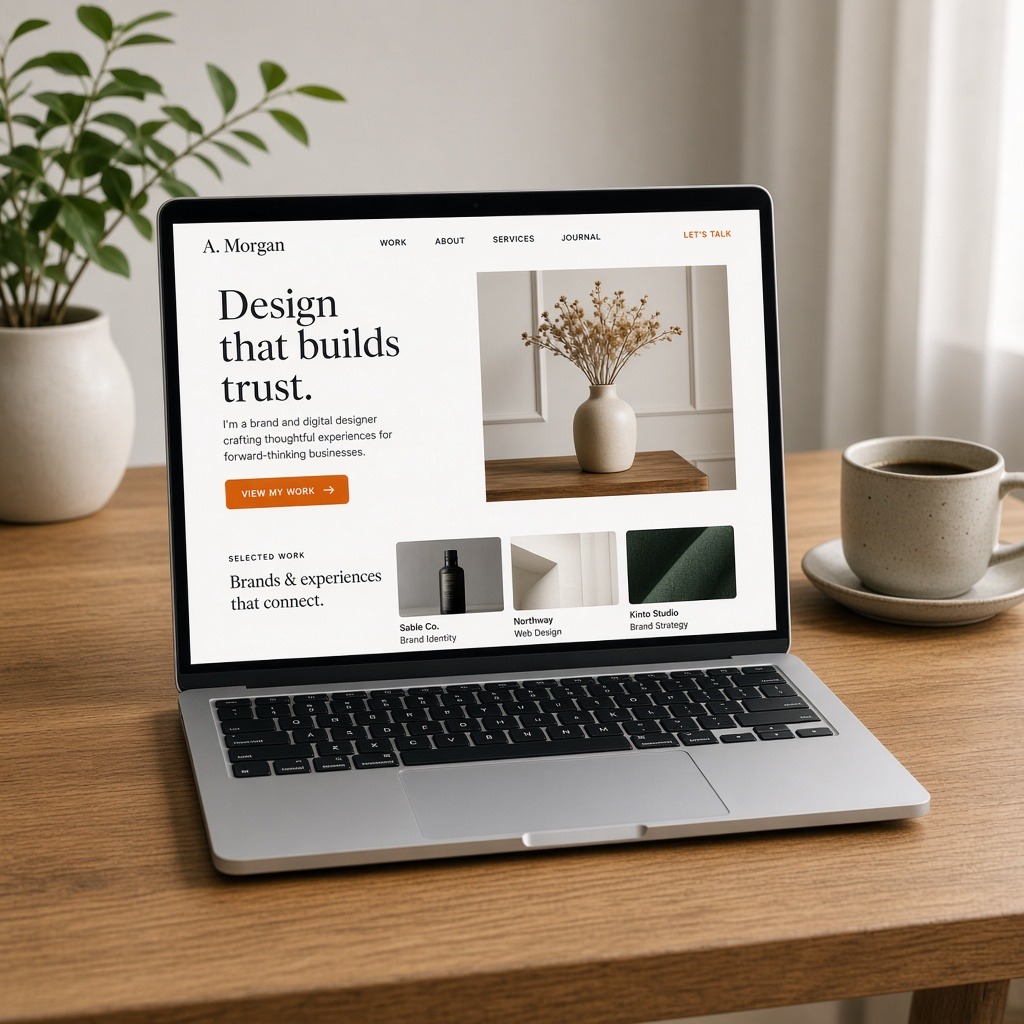 A. Morgan
WORK ABOUT SERVICES JOURNAL
LET'S TALK
Design
that builds
trust.
I'm a brand and digital designer
crafting thoughtful experiences for
forward-thinking businesses.
VIEW MY WORK →
SELECTED WORK
Brands & experiences
that connect.
Sable Co.
Brand Identity
Northway
Web Design
Kinto Studio
Brand Strategy